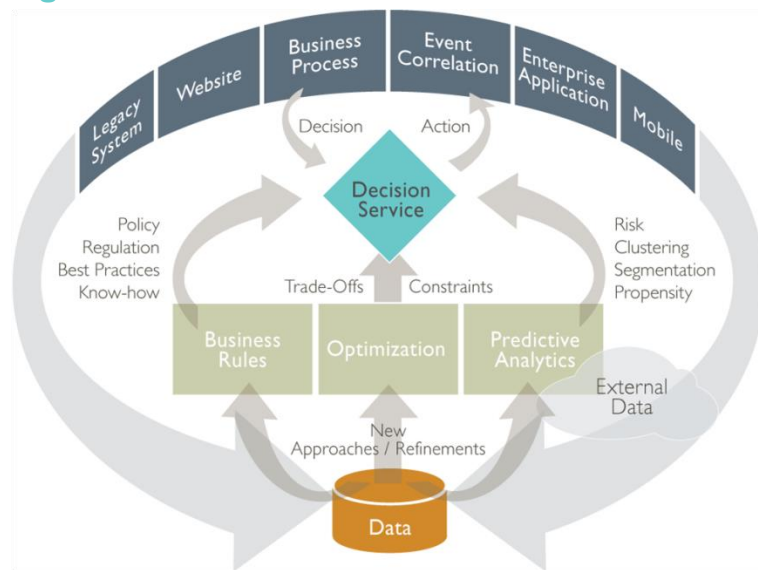 Legacy
System
Website
Business
Process
Event
Correlation
Enterprise
Application
Mobile
Decision
Action
Decision
Service
Policy
Regulation
Best Practices
Know-how
Risk
Clustering
Segmentation
Propensity
Trade-Offs
Constraints
Business
Rules
Optimization
Predictive
Analytics
External
Data
New
Approaches / Refinements
Data